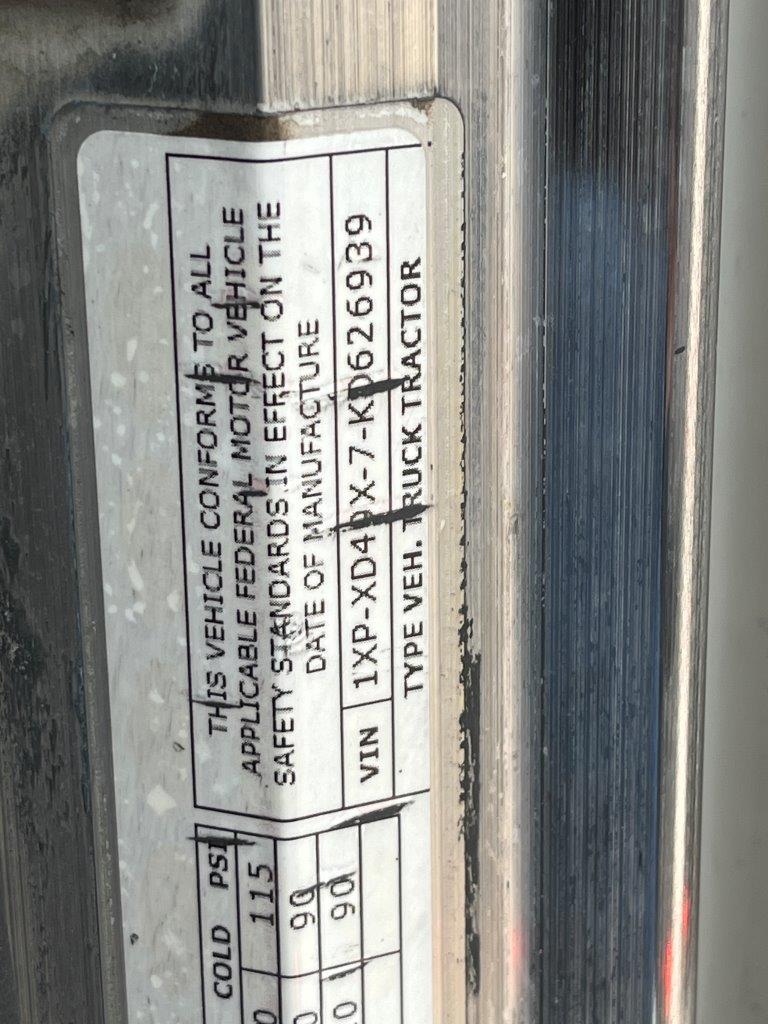 THIS VEHICLE CONFORMS TO ALL
APPLICABLE FEDERAL MOTOR VEHICLE
SAFETY STANDARDS IN EFFECT ON THE
DATE OF MANUFACTURE
VIN 1XP-XD49X-7-KD626939
TYPE VEH. TRUCK TRACTOR
COLD PSI
115
90
90